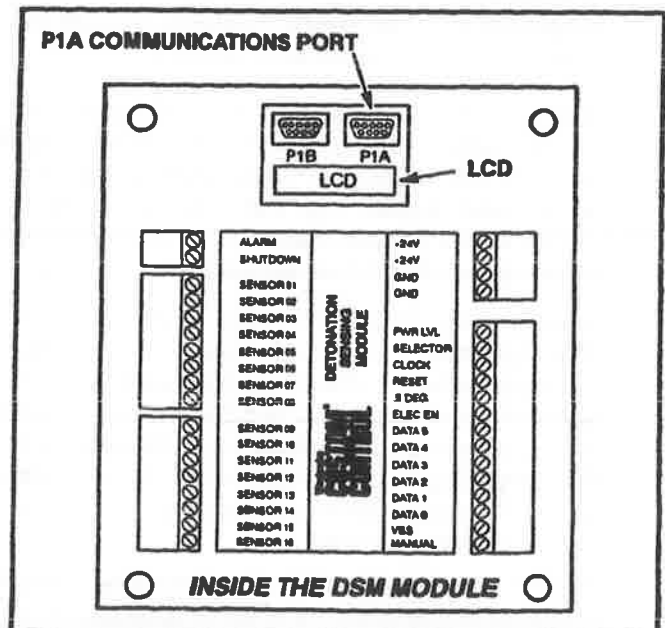 P1A COMMUNICATIONS PORT
P1B
P1A
LCD
LCD
ALARM
SHUTDOWN
SENSOR 01
SENSOR 02
SENSOR 03
SENSOR 04
SENSOR 05
SENSOR 06
SENSOR 07
SENSOR 08
SENSOR 09
SENSOR 10
SENSOR 11
SENSOR 12
SENSOR 13
SENSOR 14
SENSOR 15
SENSOR 16
DETONATION
SENSING
MODULE
CUSTOM
CONTROL
+24V
+24V
GND
GND
PWR LVL
SELECTOR
CLOCK
RESET
.5 DEG
ELEC EN
DATA 5
DATA 4
DATA 3
DATA 2
DATA 1
DATA 0
VBS
MANUAL
INSIDE THE DSM MODULE